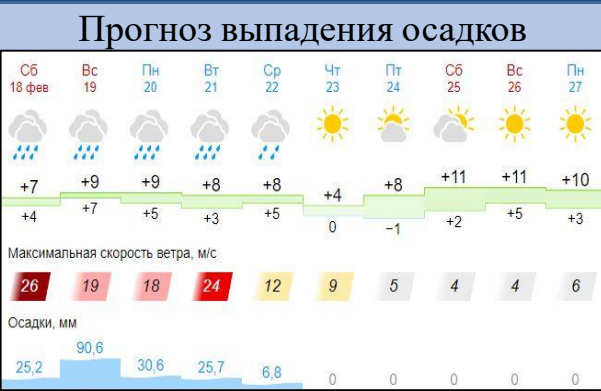 Прогноз выпадения осадков
Сб Вс Пн Вт Ср Чт Пт Сб Вс Пн
18 фев 19 20 21 22 23 24 25 26 27
+7 +9 +9 +8 +8 +4 +8 +11 +11 +10
+4 +7 +5 +3 +5 0 −1 +2 +5 +3
Максимальная скорость ветра, м/с
26 19 18 24 12 9 5 4 4 6
Осадки, мм
25,2 90,6 30,6 25,7 6,8 0 0 0 0 0